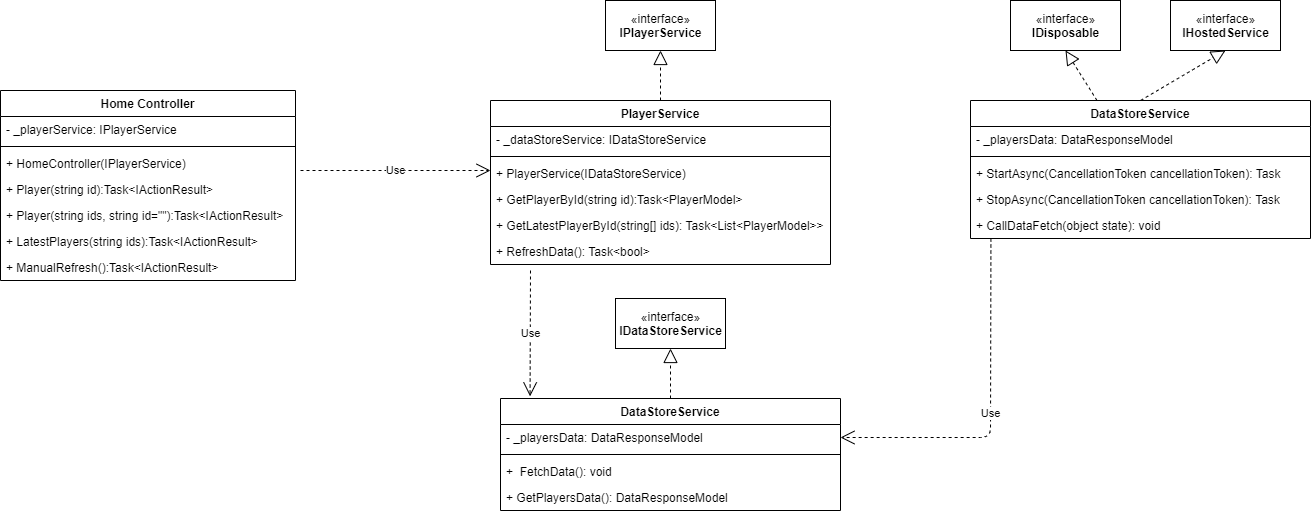 «interface»
IPlayerService
«interface»
IDisposable
«interface»
IHostedService
Home Controller
- _playerService: IPlayerService
+ HomeController(IPlayerService)
+ Player(string id):Task<IActionResult>
+ Player(string ids, string id=""):Task<IActionResult>
+ LatestPlayers(string ids):Task<IActionResult>
+ ManualRefresh():Task<IActionResult>
Use
PlayerService
- _dataStoreService: IDataStoreService
+ PlayerService(IDataStoreService)
+ GetPlayerById(string id):Task<PlayerModel>
+ GetLatestPlayerById(string[] ids): Task<List<PlayerModel>>
+ RefreshData(): Task<bool>
DataStoreService
- _playersData: DataResponseModel
+ StartAsync(CancellationToken cancellationToken): Task
+ StopAsync(CancellationToken cancellationToken): Task
+ CallDataFetch(object state): void
Use
«interface»
IDataStoreService
Use
DataStoreService
- _playersData: DataResponseModel
+ FetchData(): void
+ GetPlayersData(): DataResponseModel